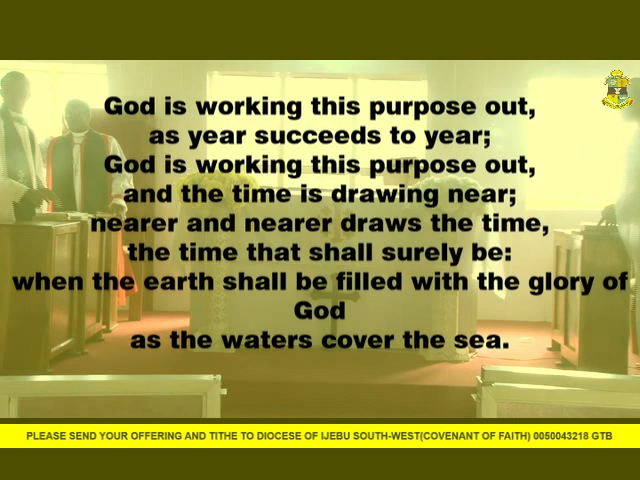 God is working this purpose out,
as year succeeds to year;
God is working this purpose out,
and the time is drawing near;
nearer and nearer draws the time,
the time that shall surely be:
when the earth shall be filled with the glory of
God
as the waters cover the sea.
PLEASE SEND YOUR OFFERING AND TITHE TO DIOCESE OF IJEBU SOUTH-WEST(COVENANT OF FAITH) 0050043218 GTB